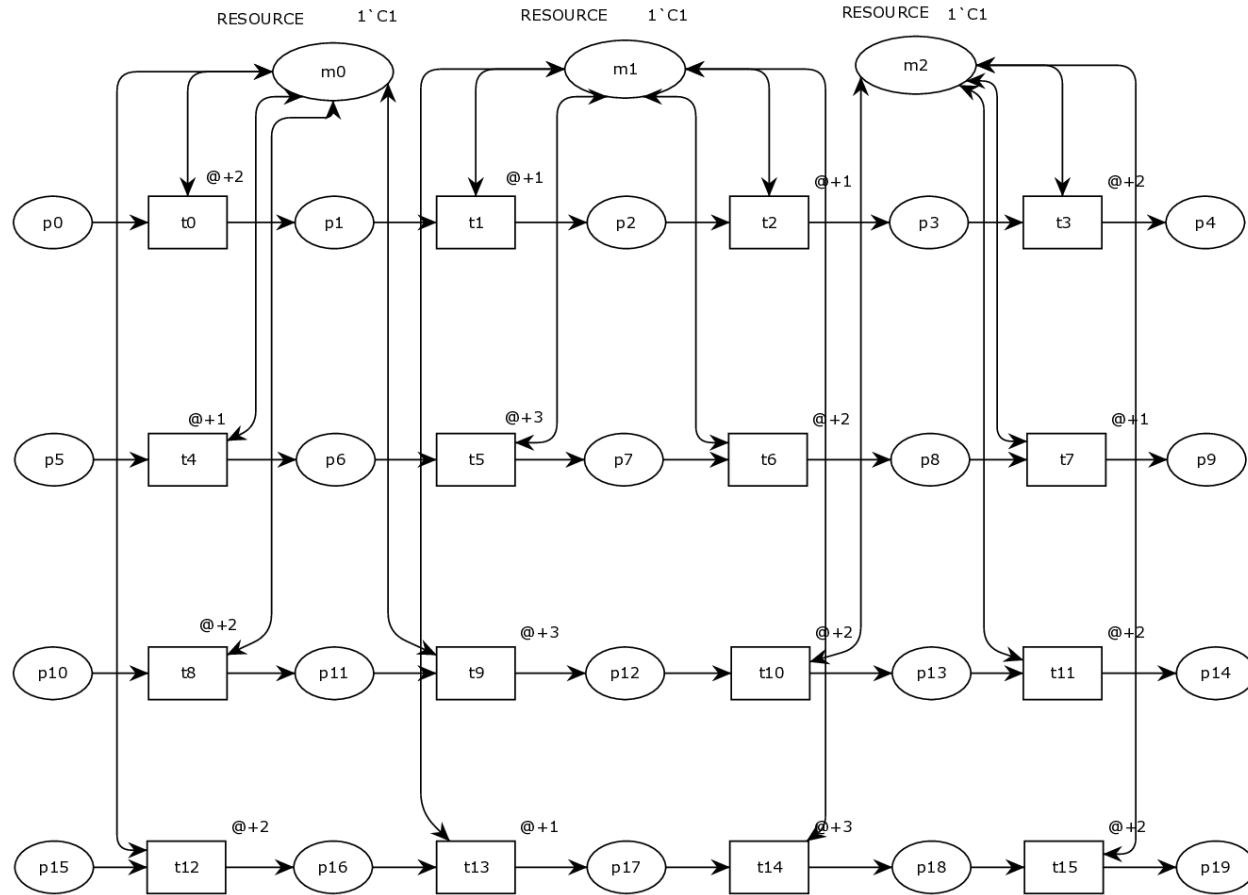 RESOURCE 1`C1 RESOURCE 1`C1 RESOURCE 1`C1
m0 m1 m2
@+2 @+1 @+1 @+2
p0 t0 p1 t1 p2 t2 p3 t3 p4
@+1 @+3 @+2 @+1
p5 t4 p6 t5 p7 t6 p8 t7 p9
@+2 @+3 @+2 @+2
p10 t8 p11 t9 p12 t10 p13 t11 p14
@+2 @+1 @+3 @+2
p15 t12 p16 t13 p17 t14 p18 t15 p19